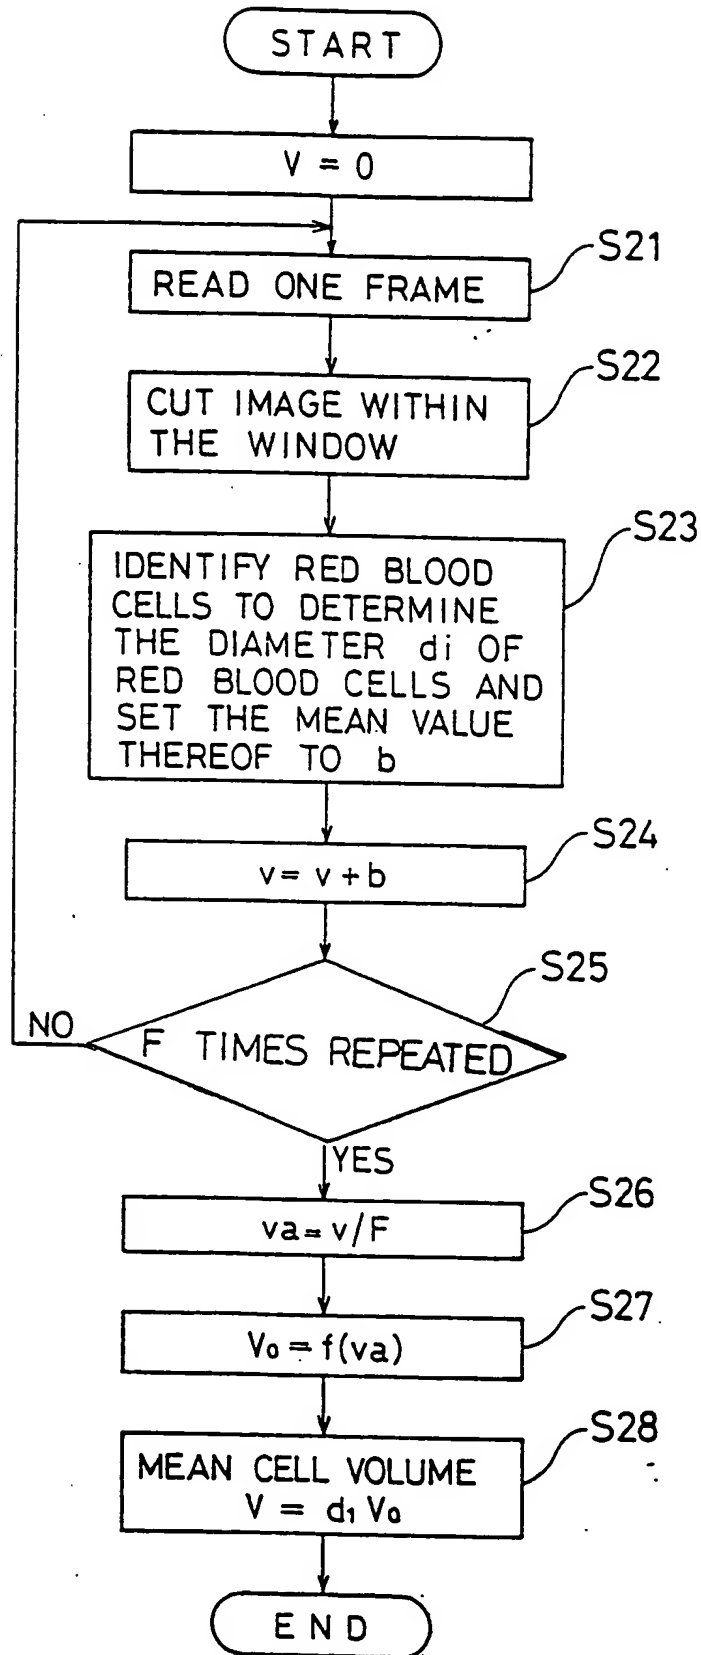 START
V = 0
S21
READ ONE FRAME
S22
CUT IMAGE WITHIN
THE WINDOW
S23
IDENTIFY RED BLOOD
CELLS TO DETERMINE
THE DIAMETER di OF
RED BLOOD CELLS AND
SET THE MEAN VALUE
THEREOF TO b
S24
v = v + b
S25
NO
F TIMES REPEATED
YES
S26
va = v/F
S27
V₀ = f(va)
S28
MEAN CELL VOLUME
V = d₁ V₀
END